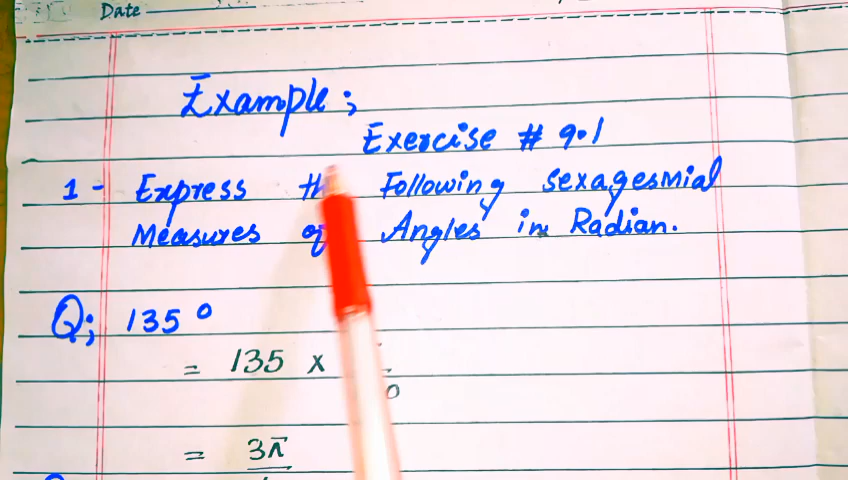 Date
Example;
Exercise # 9.1
1- Express Following Sexagesmial
Measures Angles in Radian.
Q; 135°
= 135 x
= 3π